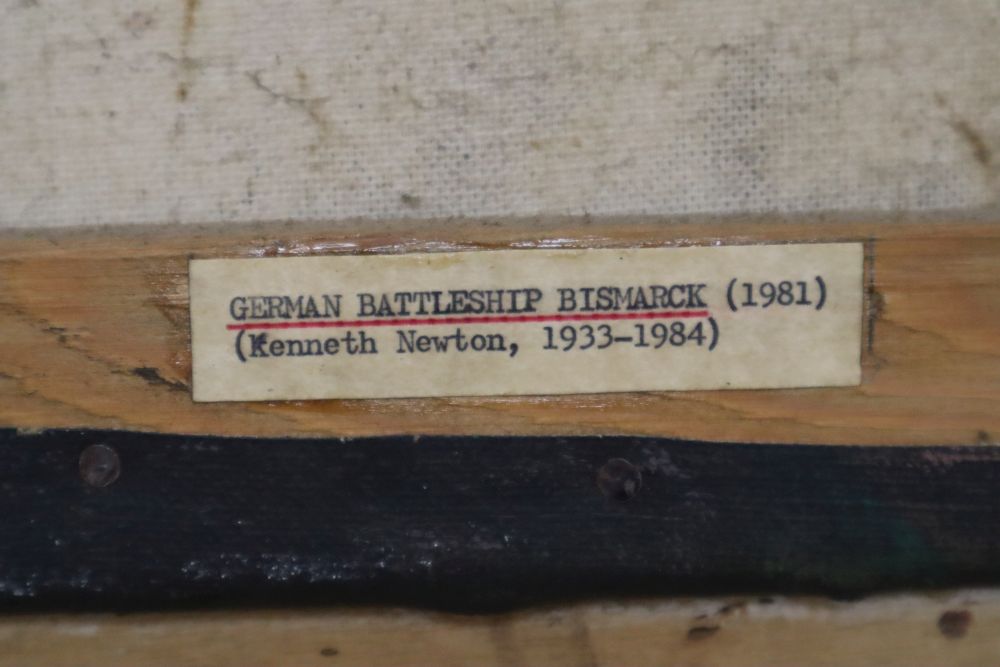 GERMAN BATTLESHIP BISMARCK (1981)
(Kenneth Newton, 1933-1984)